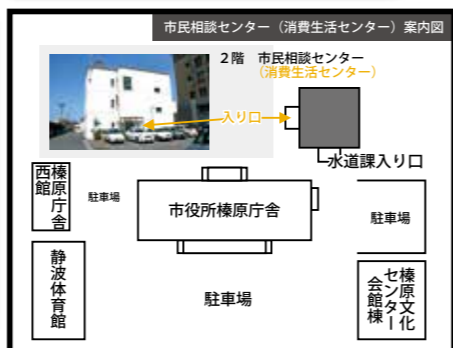 市民相談センター（消費生活センター）案内図
2階　市民相談センター
（消費生活センター）
入り口
水道課入り口
榛原庁舎
西館
駐車場
市役所榛原庁舎
駐車場
静波体育館
駐車場
榛原文化
センター
会館棟